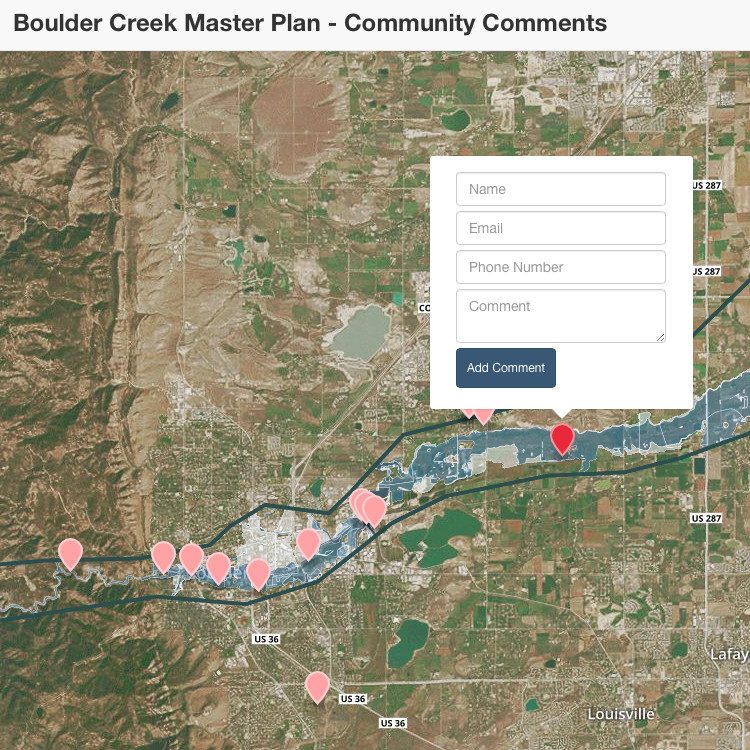 Boulder Creek Master Plan - Community Comments
Name
US 287
Email
Phone Number
US 287
Comment
CO
Add Comment
US 287
US 36
Lafay
US 36
Louisville
US 36